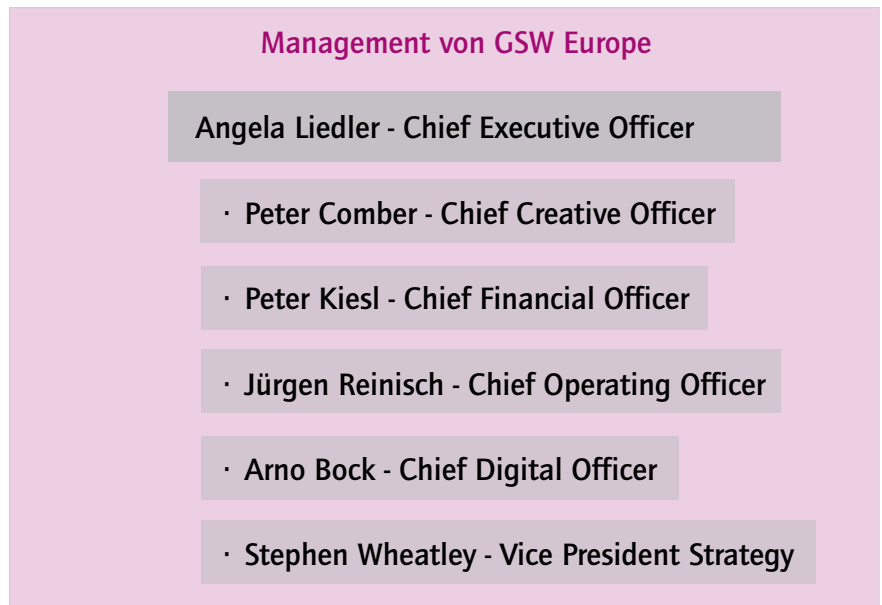 Management von GSW Europe
Angela Liedler - Chief Executive Officer
· Peter Comber - Chief Creative Officer
· Peter Kiesl - Chief Financial Officer
· Jürgen Reinisch - Chief Operating Officer
· Arno Bock - Chief Digital Officer
· Stephen Wheatley - Vice President Strategy